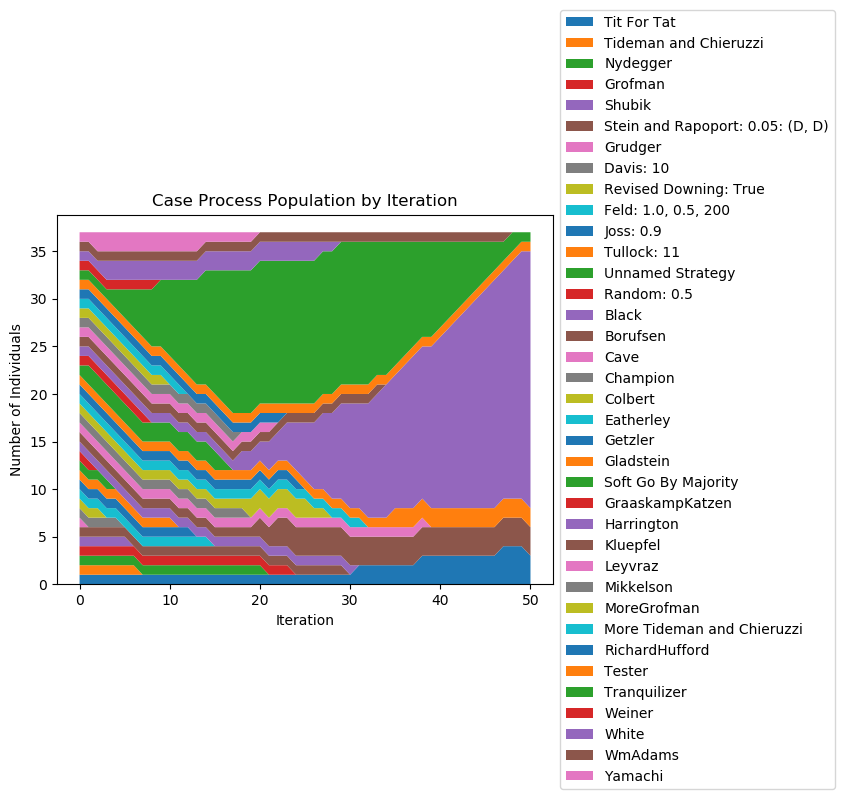 Case Process Population by Iteration
Number of Individuals
35
30
25
20
15
10
5
0
0 10 20 30 40 50
Iteration
Tit For Tat
Tideman and Chieruzzi
Nydegger
Grofman
Shubik
Stein and Rapoport: 0.05: (D, D)
Grudger
Davis: 10
Revised Downing: True
Feld: 1.0, 0.5, 200
Joss: 0.9
Tullock: 11
Unnamed Strategy
Random: 0.5
Black
Borufsen
Cave
Champion
Colbert
Eatherley
Getzler
Gladstein
Soft Go By Majority
GraaskampKatzen
Harrington
Kluepfel
Leyvraz
Mikkelson
MoreGrofman
More Tideman and Chieruzzi
RichardHufford
Tester
Tranquilizer
Weiner
White
WmAdams
Yamachi